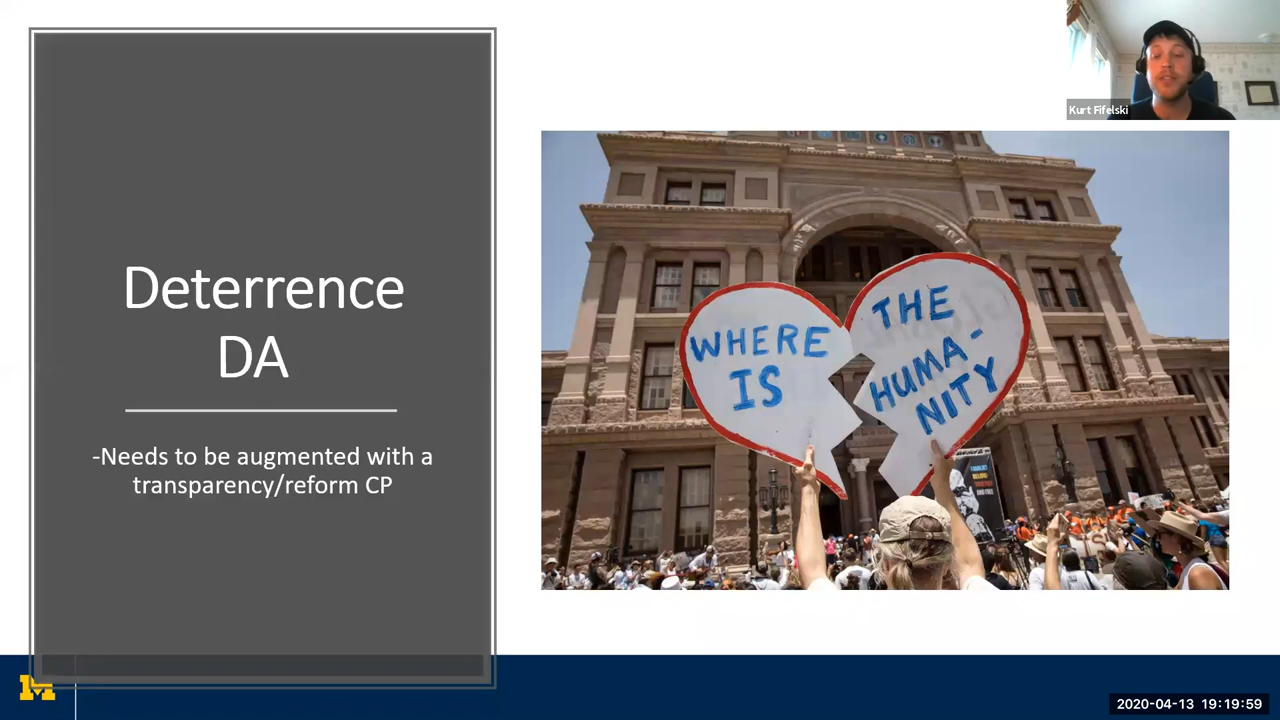 Deterrence
DA
-Needs to be augmented with a
transparency/reform CP
Kurt Fifelski
WHERE
IS
THE
HUMA-
NITY
M
2020-04-13 19:19:59